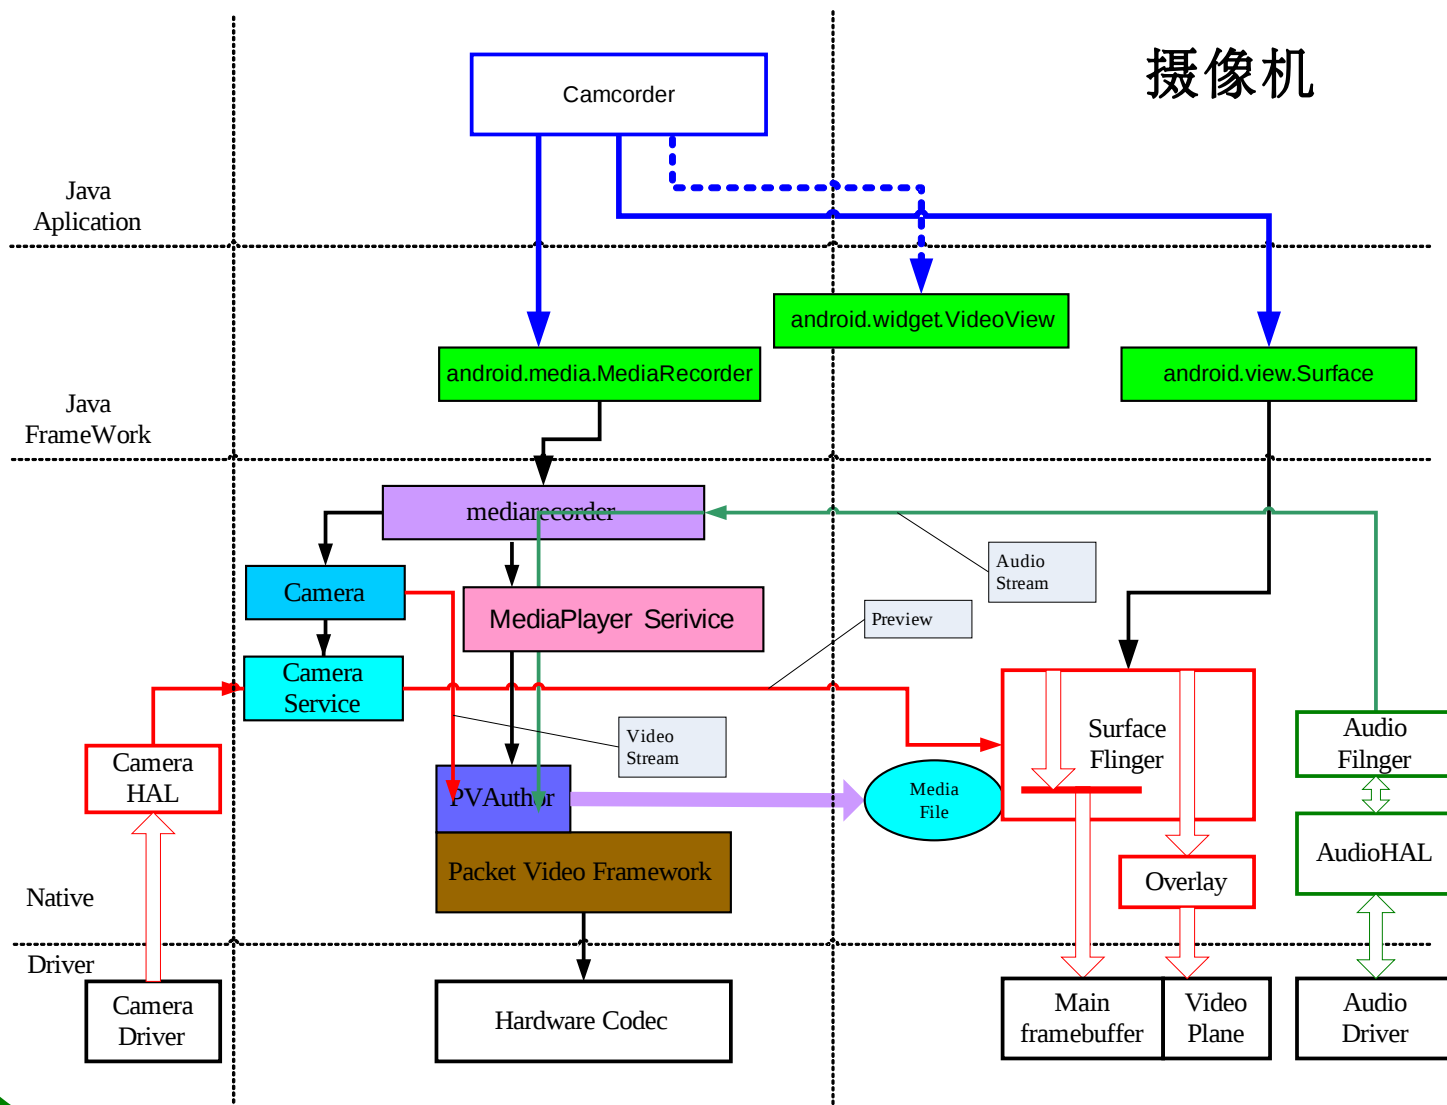 摄像机
Camcorder
Java
Aplication
android.widget.VideoView
android.media.MediaRecorder
android.view.Surface
Java
FrameWork
mediarecorder
Audio
Stream
Camera
MediaPlayer Serivice
Preview
Camera
Service
Video
Stream
Surface
Flinger
Audio
Filnger
Camera
HAL
PVAuthor
Media
File
AudioHAL
Packet Video Framework
Overlay
Native
Driver
Camera
Driver
Hardware Codec
Main
framebuffer
Video
Plane
Audio
Driver